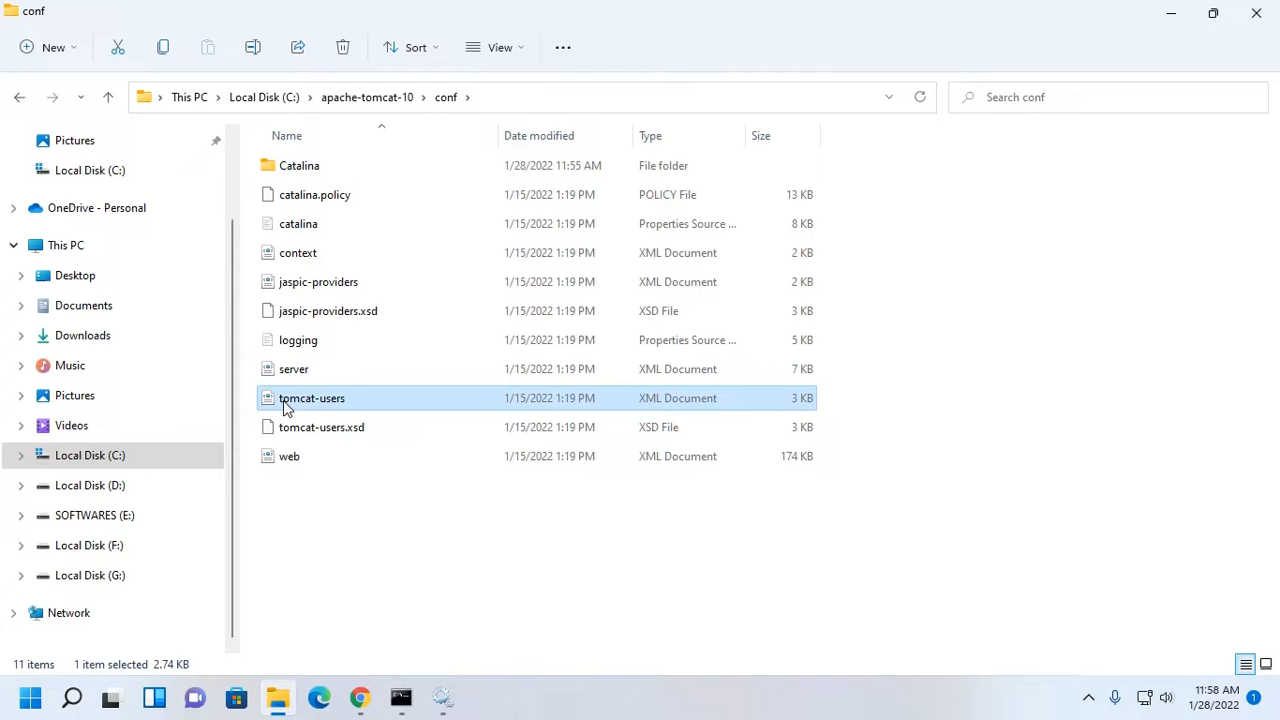 conf
New
Sort
View
This PC
Local Disk (C:)
apache-tomcat-10
conf
Search conf
Pictures
Local Disk (C:)
OneDrive - Personal
This PC
Desktop
Documents
Downloads
Music
Pictures
Videos
Local Disk (C:)
Local Disk (D:)
SOFTWARES (E:)
Local Disk (F:)
Local Disk (G:)
Network
Name Date modified Type Size
Catalina 1/28/2022 11:55 AM File folder
catalina.policy 1/15/2022 1:19 PM POLICY File 13 KB
catalina 1/15/2022 1:19 PM Properties Source ... 8 KB
context 1/15/2022 1:19 PM XML Document 2 KB
jaspic-providers 1/15/2022 1:19 PM XML Document 2 KB
jaspic-providers.xsd 1/15/2022 1:19 PM XSD File 3 KB
logging 1/15/2022 1:19 PM Properties Source ... 5 KB
server 1/15/2022 1:19 PM XML Document 7 KB
tomcat-users 1/15/2022 1:19 PM XML Document 3 KB
tomcat-users.xsd 1/15/2022 1:19 PM XSD File 3 KB
web 1/15/2022 1:19 PM XML Document 174 KB
11 items 1 item selected 2.74 KB
11:58 AM
1/28/2022
1